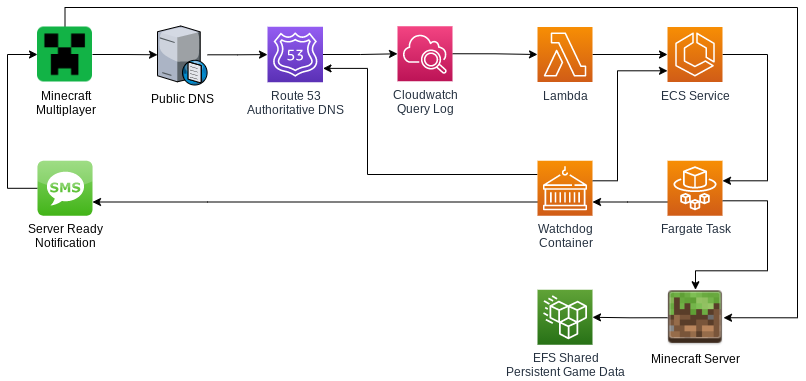 53
Minecraft
Multiplayer
Public DNS
Route 53
Authoritative DNS
Cloudwatch
Query Log
Lambda
ECS Service
SMS
Server Ready
Notification
Watchdog
Container
Fargate Task
EFS Shared
Persistent Game Data
Minecraft Server